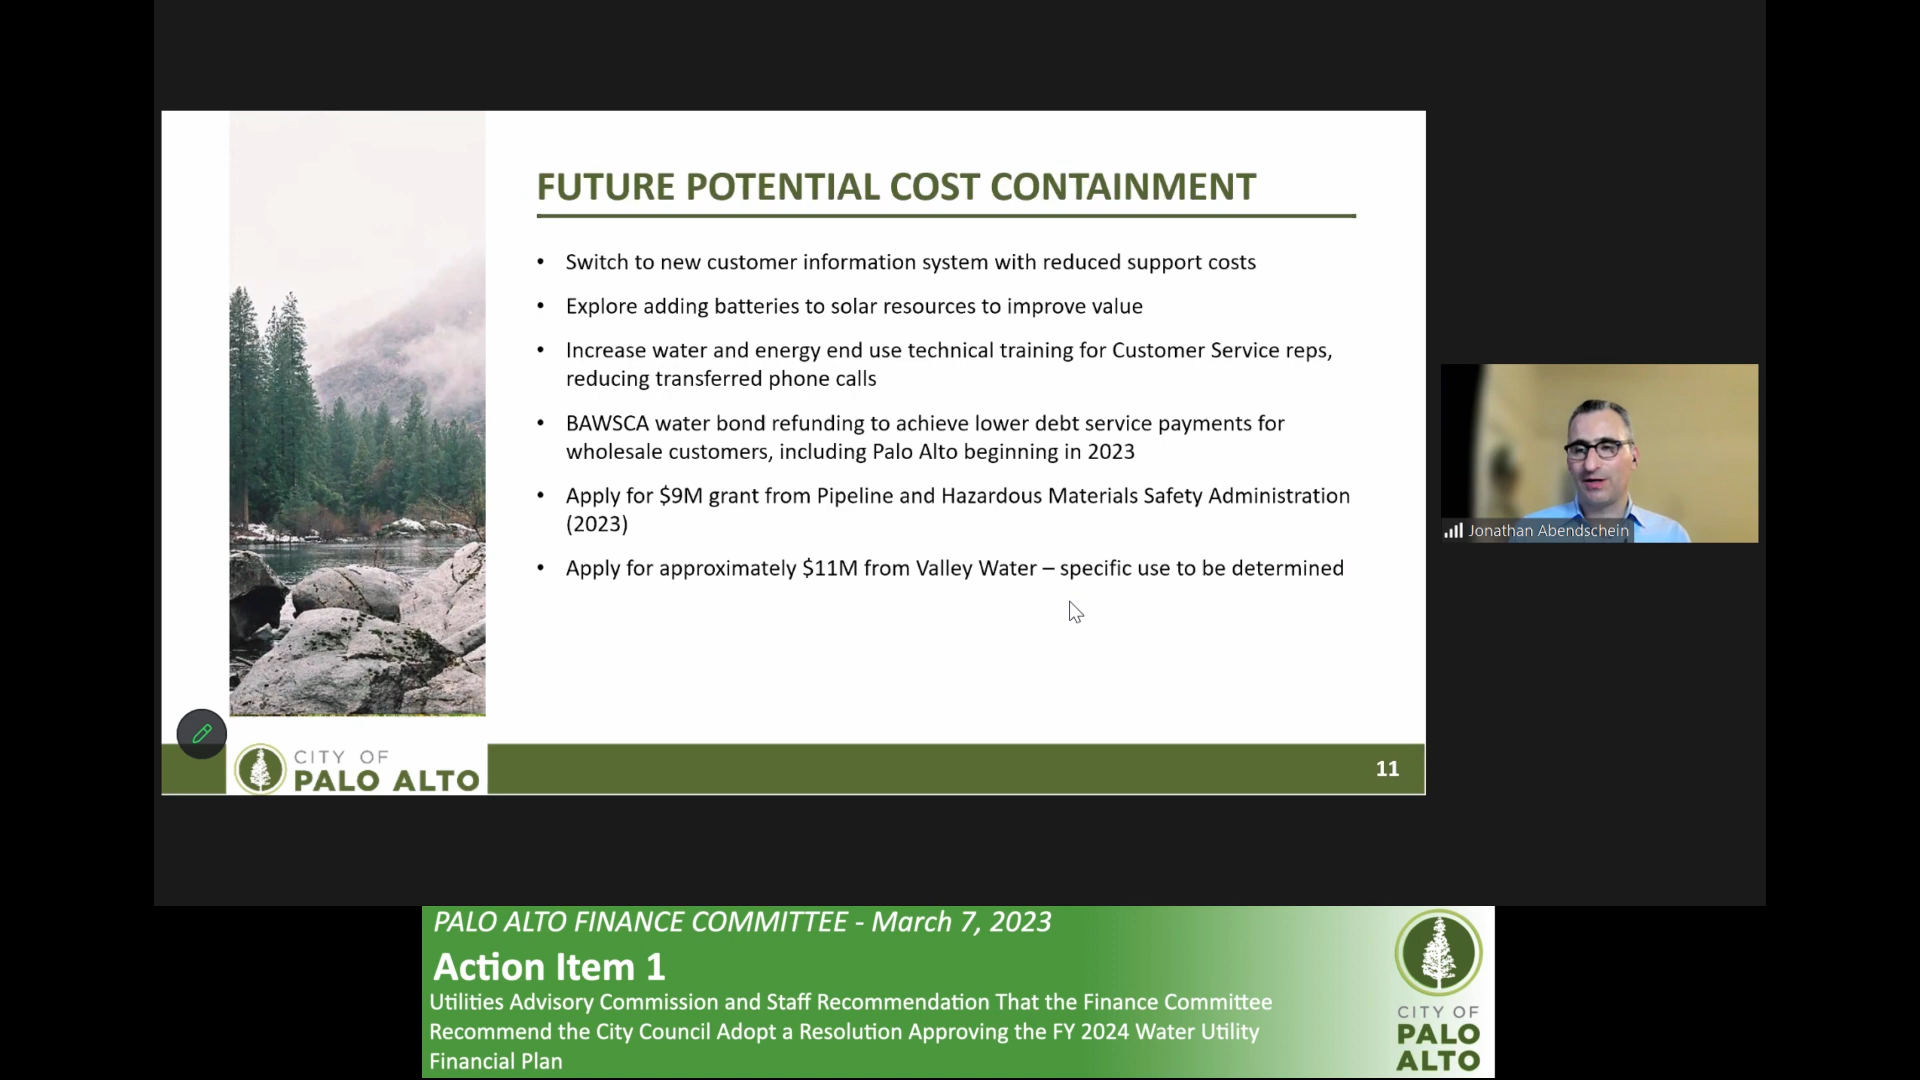 FUTURE POTENTIAL COST CONTAINMENT
• Switch to new customer information system with reduced support costs
• Explore adding batteries to solar resources to improve value
• Increase water and energy end use technical training for Customer Service reps,
reducing transferred phone calls
• BAWSCA water bond refunding to achieve lower debt service payments for
wholesale customers, including Palo Alto beginning in 2023
• Apply for $9M grant from Pipeline and Hazardous Materials Safety Administration
(2023)
• Apply for approximately $11M from Valley Water – specific use to be determined
CITY OF
PALO ALTO
11
Jonathan Abendschein
PALO ALTO FINANCE COMMITTEE - March 7, 2023
Action Item 1
Utilities Advisory Commission and Staff Recommendation That the Finance Committee
Recommend the City Council Adopt a Resolution Approving the FY 2024 Water Utility
Financial Plan
CITY OF
PALO
ALTO